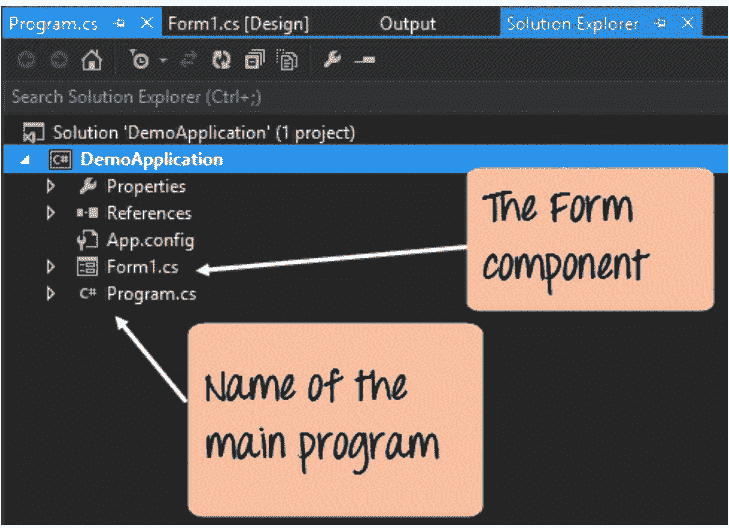 Program.cs Form1.cs [Design] Output Solution Explorer
Search Solution Explorer (Ctrl+;)
Solution 'DemoApplication' (1 project)
C# DemoApplication
Properties
References
App.config
Form1.cs
C# Program.cs
The Form
component
Name of the
main program